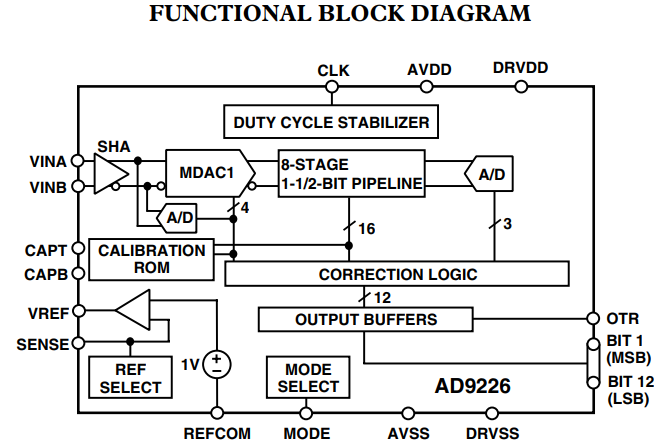 FUNCTIONAL BLOCK DIAGRAM
CLK
AVDD
DRVDD
DUTY CYCLE STABILIZER
SHA
VINA
VINB
MDAC1
8-STAGE
1-1/2-BIT PIPELINE
A/D
A/D
4
16
3
CAPT
CAPB
CALIBRATION
ROM
CORRECTION LOGIC
12
VREF
SENSE
OUTPUT BUFFERS
OTR
BIT 1
(MSB)
BIT 12
(LSB)
REF
SELECT
1V
+
–
MODE
SELECT
AD9226
REFCOM
MODE
AVSS
DRVSS